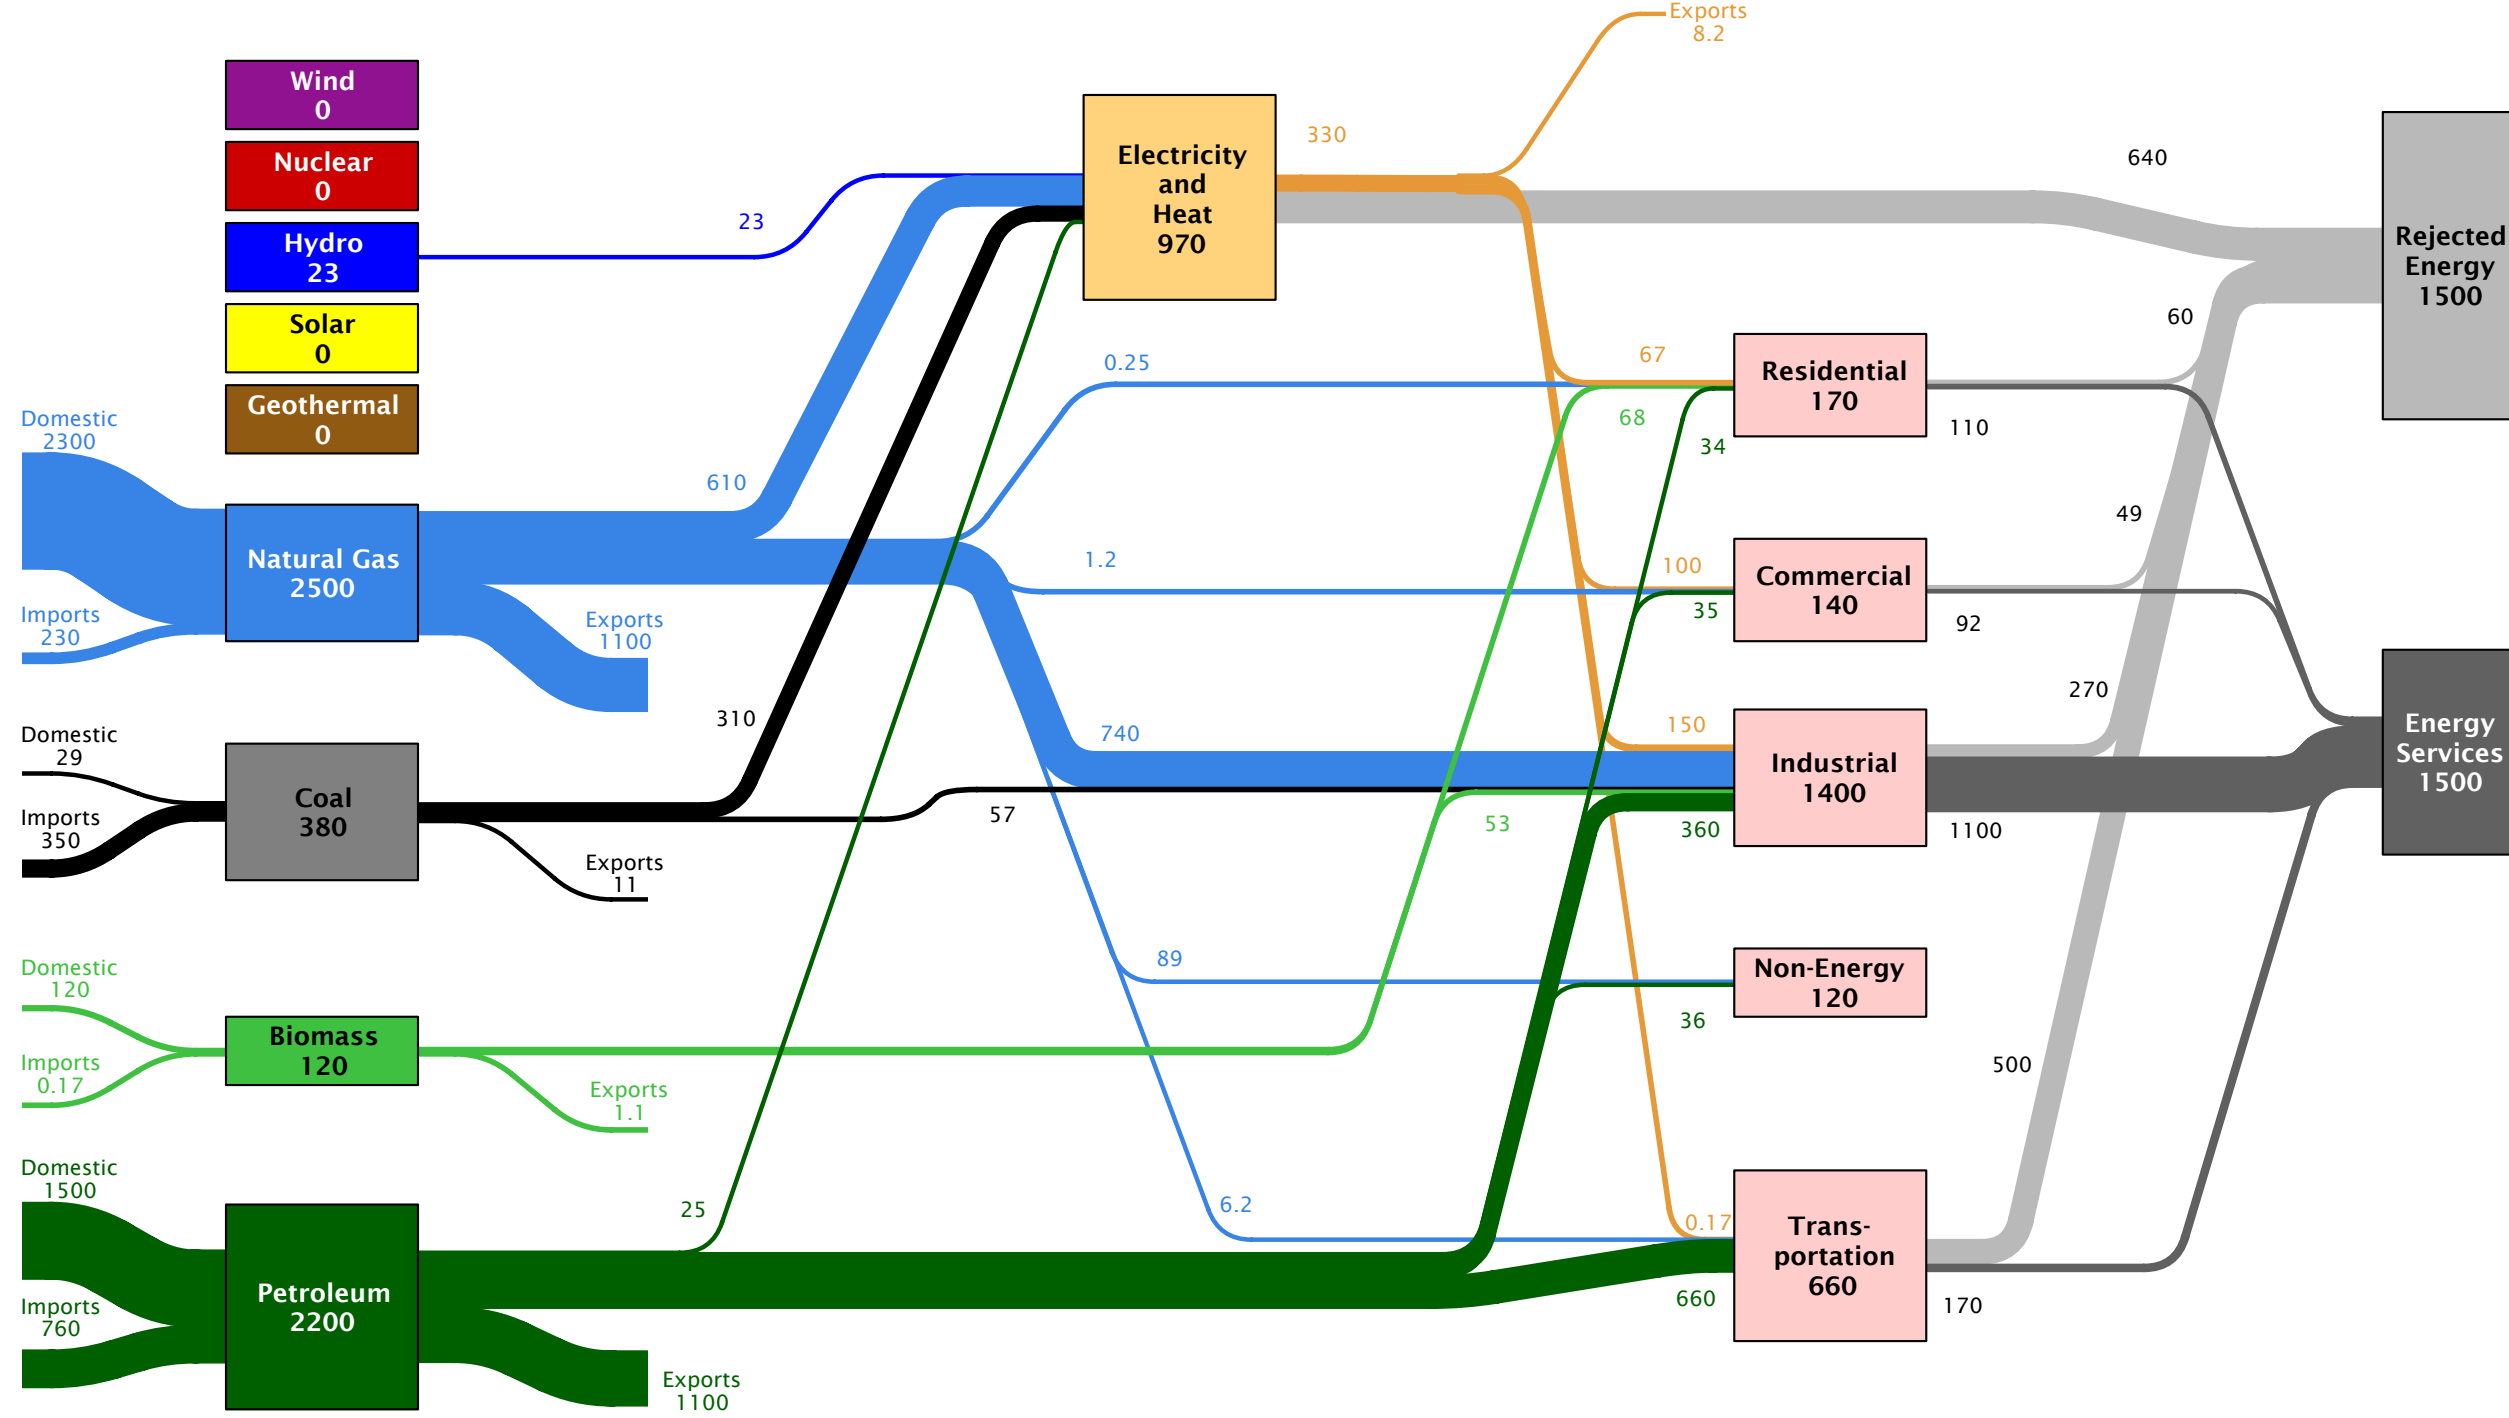 Exports
8.2
Wind
0
Nuclear
0
Hydro
23
Solar
0
Geothermal
0
Domestic
2300
Natural Gas
2500
Imports
230
Exports
1100
Domestic
29
Imports
350
Coal
380
Exports
11
Domestic
120
Imports
0.17
Biomass
120
Exports
1.1
Domestic
1500
Imports
760
Petroleum
2200
Exports
1100
23
610
310
25
Electricity
and
Heat
970
330
0.25
1.2
740
57
89
6.2
53
67
68
34
100
35
150
360
36
0.17
660
Residential
170
Commercial
140
Industrial
1400
Non-Energy
120
Trans-
portation
660
640
60
110
49
92
270
1100
500
170
Rejected
Energy
1500
Energy
Services
1500